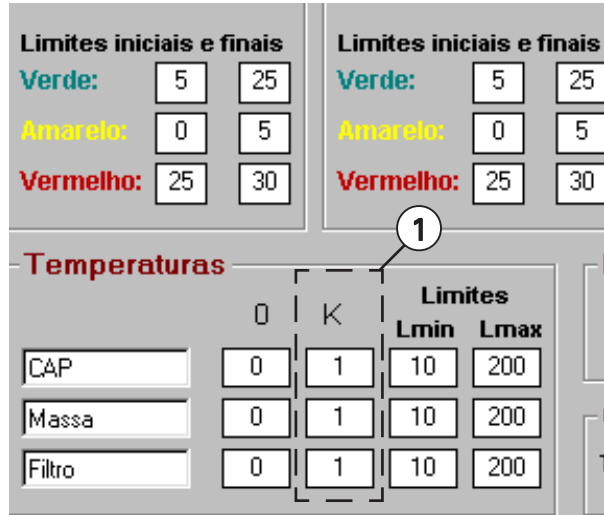 Limites iniciais e finais
Verde: 5 25
Amarelo: 0 5
Vermelho: 25 30
Limites iniciais e finais
Verde: 5 25
Amarelo: 0 5
Vermelho: 25 30
1
Temperaturas
0 K Limites
Lmin Lmax
CAP 0 1 10 200
Massa 0 1 10 200
Filtro 0 1 10 200